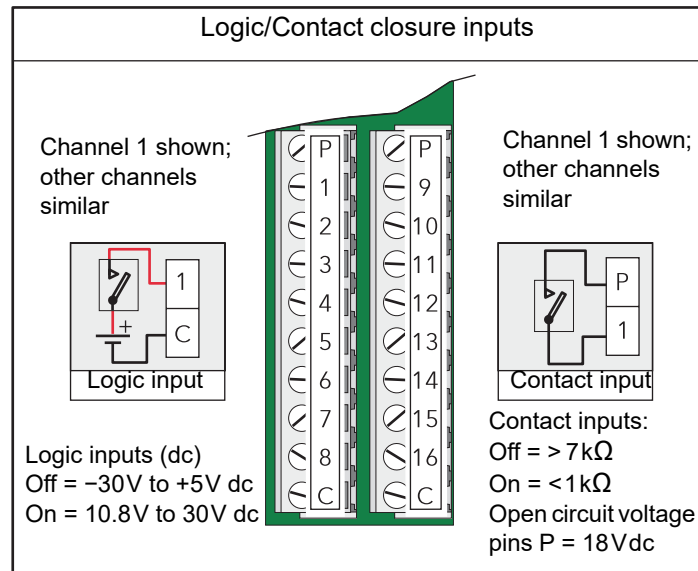 Logic/Contact closure inputs
Channel 1 shown;
other channels
similar
1
C
+
Logic input
Logic inputs (dc)
Off = −30V to +5V dc
On = 10.8V to 30V dc
P
1
2
3
4
5
6
7
8
C
P
9
10
11
12
13
14
15
16
C
Channel 1 shown;
other channels
similar
P
1
Contact input
Contact inputs:
Off = >7kΩ
On = <1kΩ
Open circuit voltage
pins P = 18Vdc